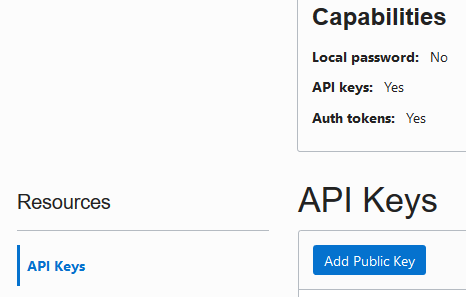 Capabilities
Local password: No
API keys: Yes
Auth tokens: Yes
Resources
API Keys
API Keys
Add Public Key